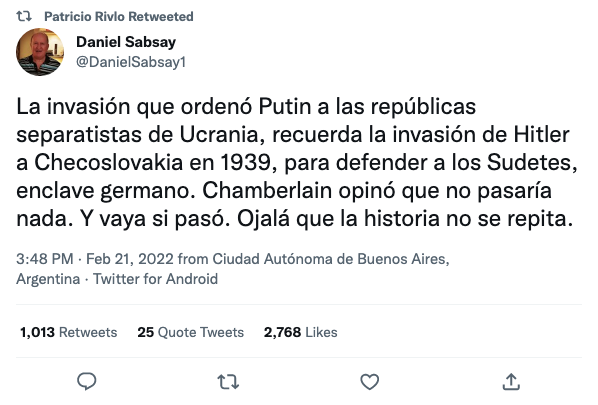 Patricio Rivlo Retweeted
Daniel Sabsay
@DanielSabsay1
La invasión que ordenó Putin a las repúblicas
separatistas de Ucrania, recuerda la invasión de Hitler
a Checoslovakia en 1939, para defender a los Sudetes,
enclave germano. Chamberlain opinó que no pasaría
nada. Y vaya si pasó. Ojalá que la historia no se repita.
3:48 PM · Feb 21, 2022 from Ciudad Autónoma de Buenos Aires,
Argentina · Twitter for Android
1,013 Retweets 25 Quote Tweets 2,768 Likes